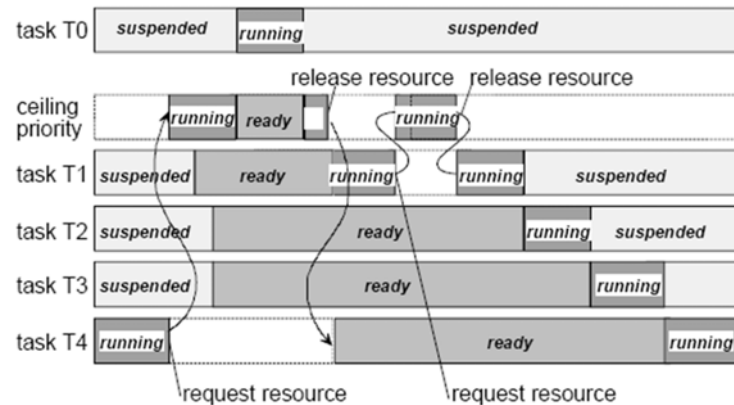 task T0 suspended running suspended
release resource release resource
ceiling priority running ready running
task T1 suspended ready running running suspended
task T2 suspended ready running suspended
task T3 suspended ready running
task T4 running ready running
request resource request resource